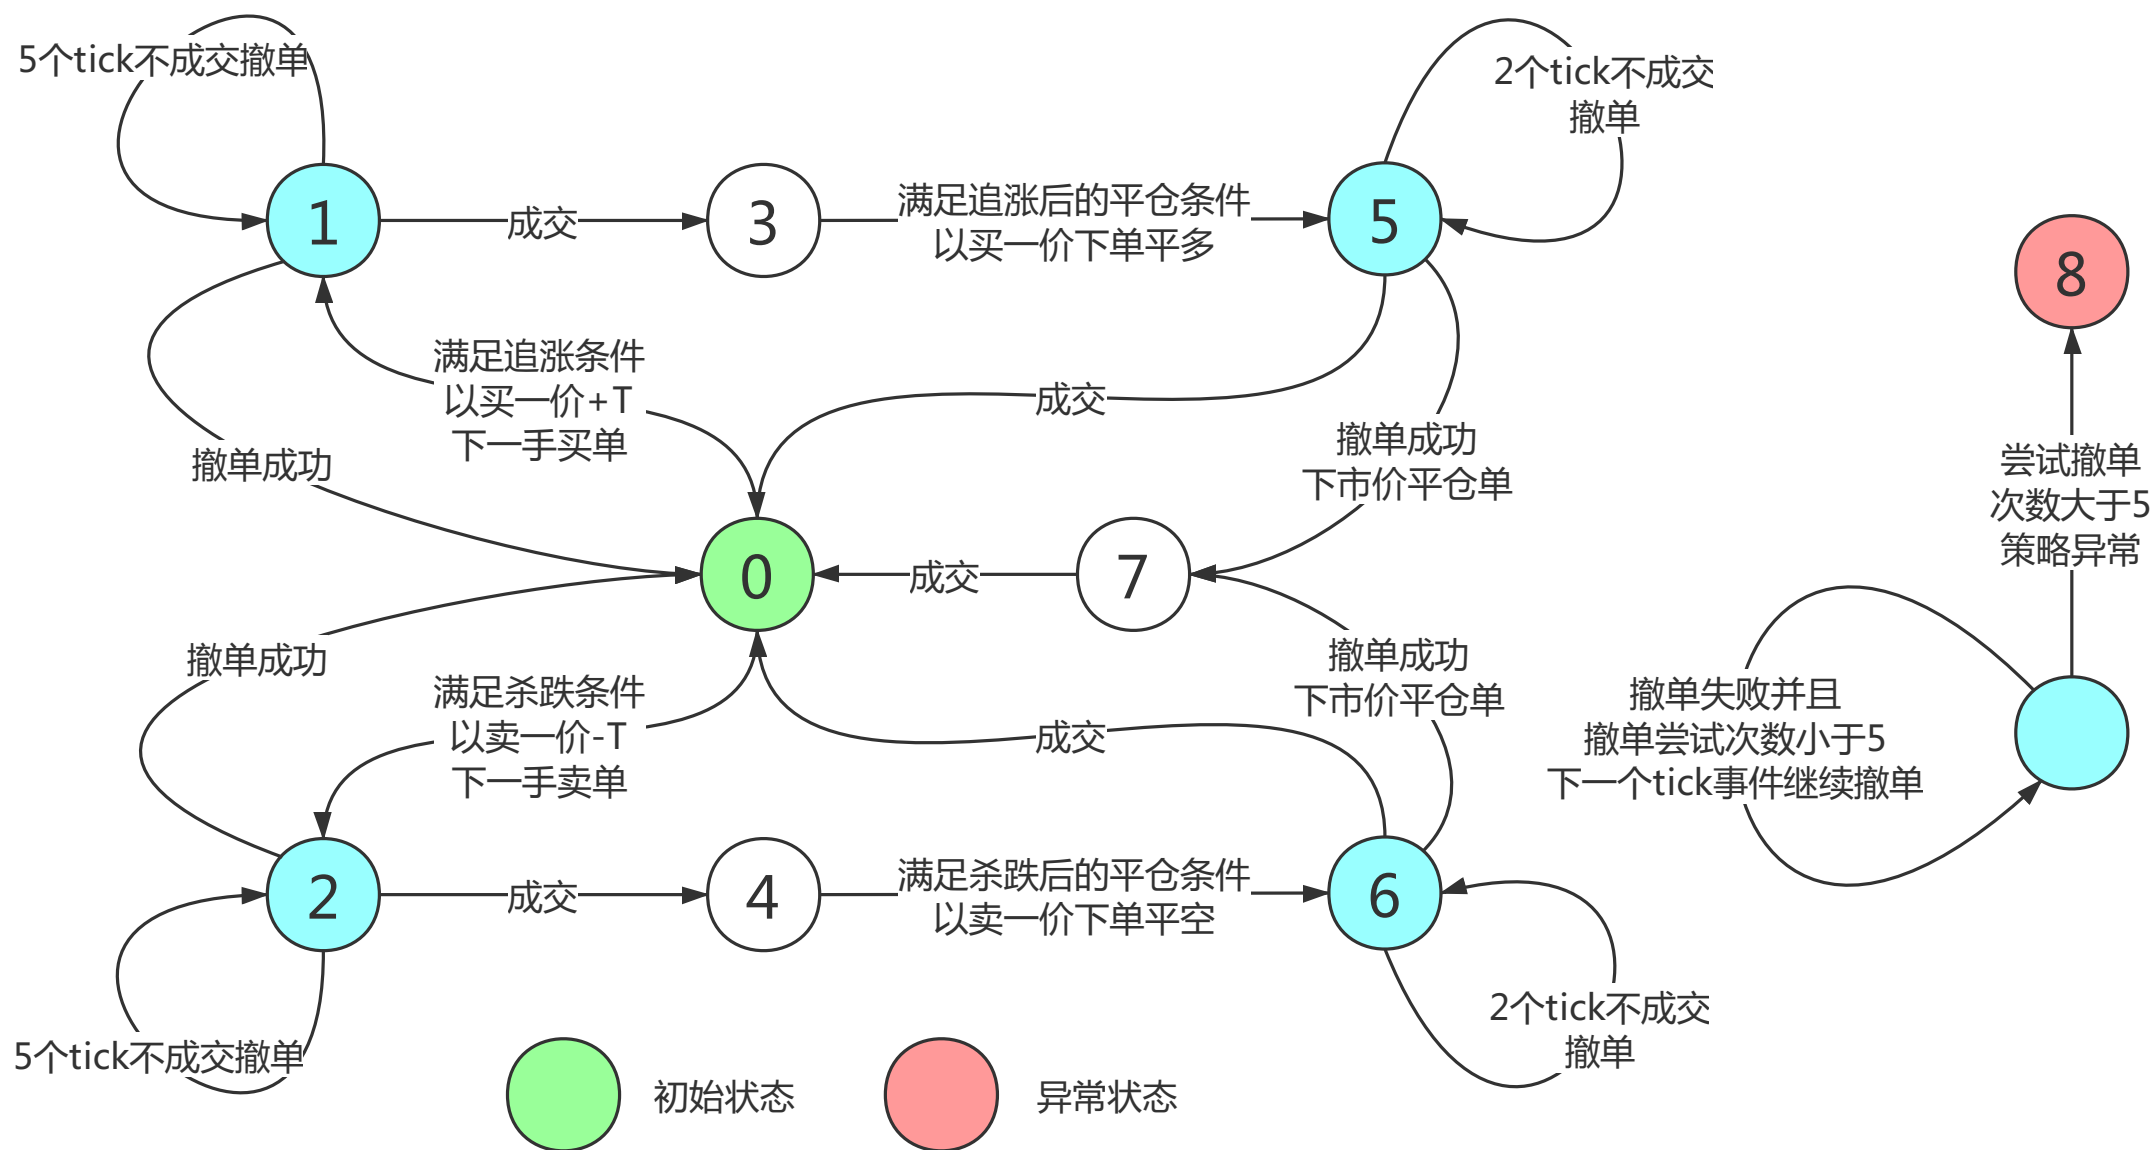 5个tick不成交撤单
2个tick不成交
撤单
1
成交
3
满足追涨后的平仓条件
以买一价下单平多
5
8
满足追涨条件
以买一价+T
下一手买单
成交
撤单成功
撤单成功
下市价平仓单
尝试撤单
次数大于5
策略异常
0
成交
7
撤单成功
满足杀跌条件
以卖一价-T
下一手卖单
成交
撤单成功
下市价平仓单
撤单失败并且
撤单尝试次数小于5
下一个tick事件继续撤单
2
成交
4
满足杀跌后的平仓条件
以卖一价下单平空
6
5个tick不成交撤单
2个tick不成交
撤单
初始状态
异常状态